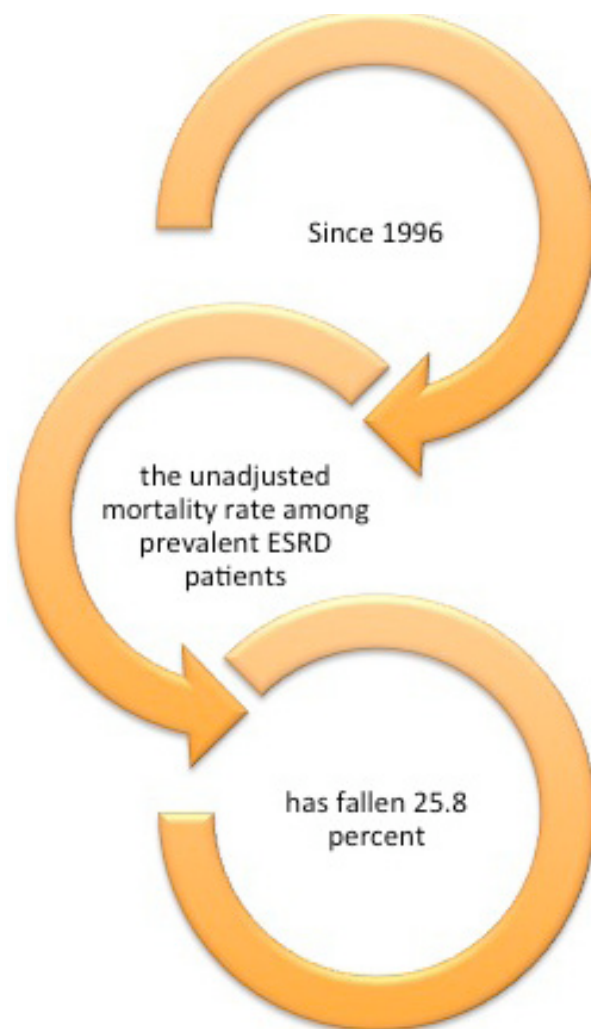 Since 1996
the unadjusted
mortality rate among
prevalent ESRD
patients
has fallen 25.8
percent